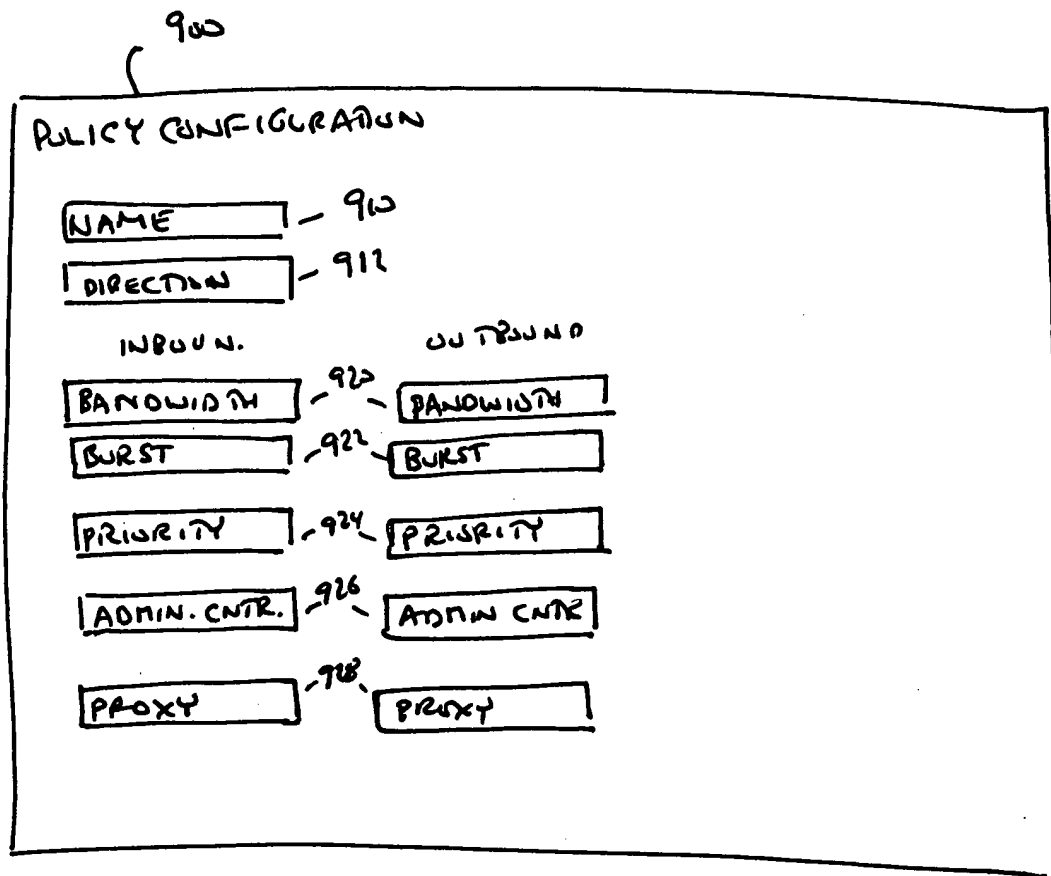 900
POLICY CONFIGURATION
NAME 910
DIRECTION 912
INBOUN. OUTBOUND
BANDWIDTH 920 BANDWIDTH
BURST 922 BURST
PRIORITY 924 PRIORITY
ADMIN. CNTR. 926 ADMIN CNTR
PROXY 928 PROXY